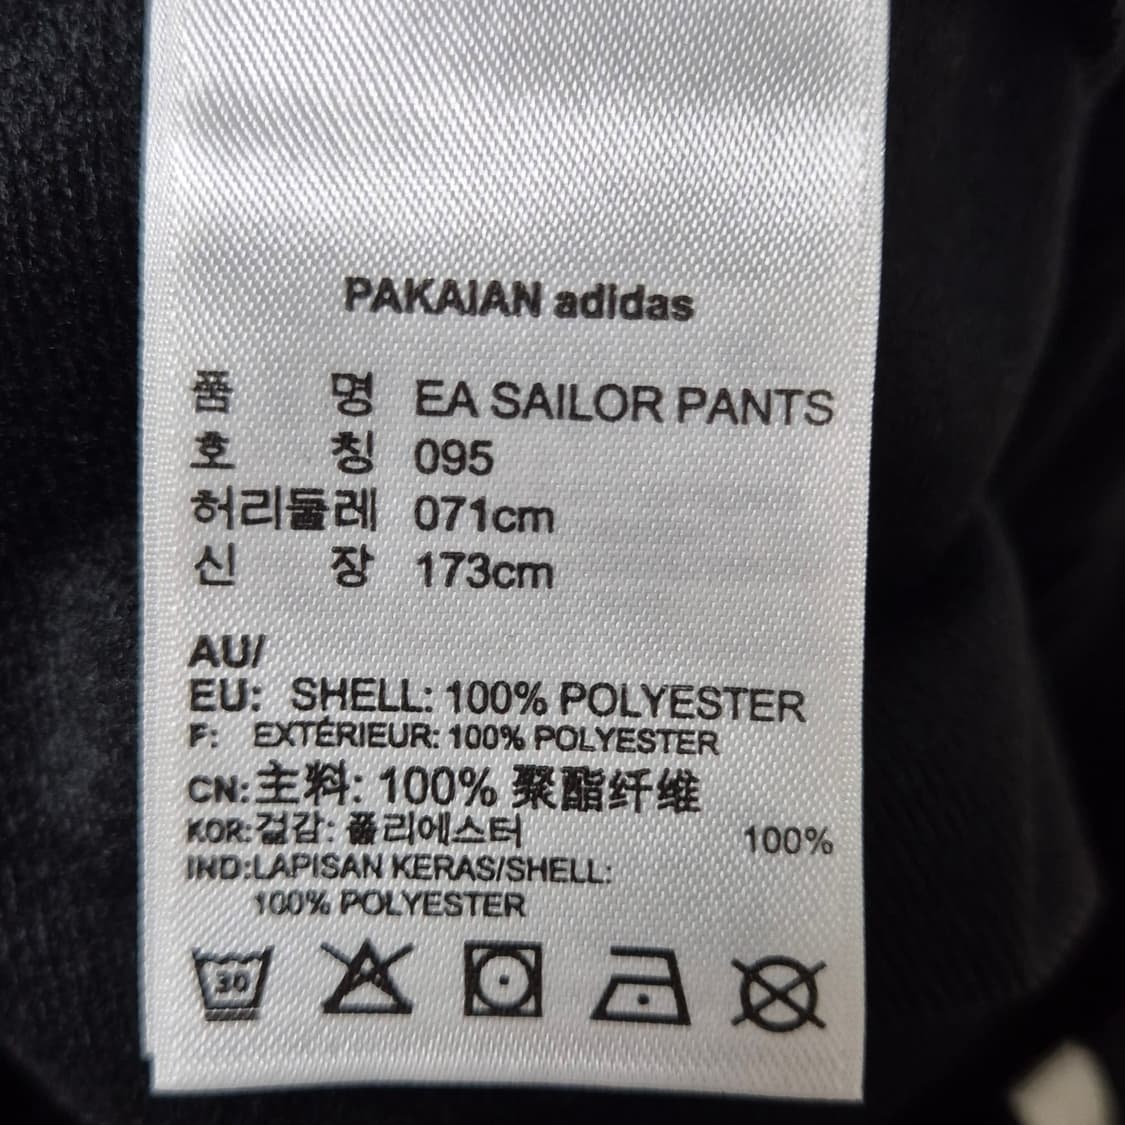 PAKAIAN adidas
품 명 EA SAILOR PANTS
호 칭 095
허리둘레 071cm
신 장 173cm
AU/
EU: SHELL: 100% POLYESTER
F: EXTÉRIEUR: 100% POLYESTER
CN: 主料: 100% 聚酯纤维
KOR: 겉감: 폴리에스터 100%
IND:LAPISAN KERAS/SHELL:
100% POLYESTER
30